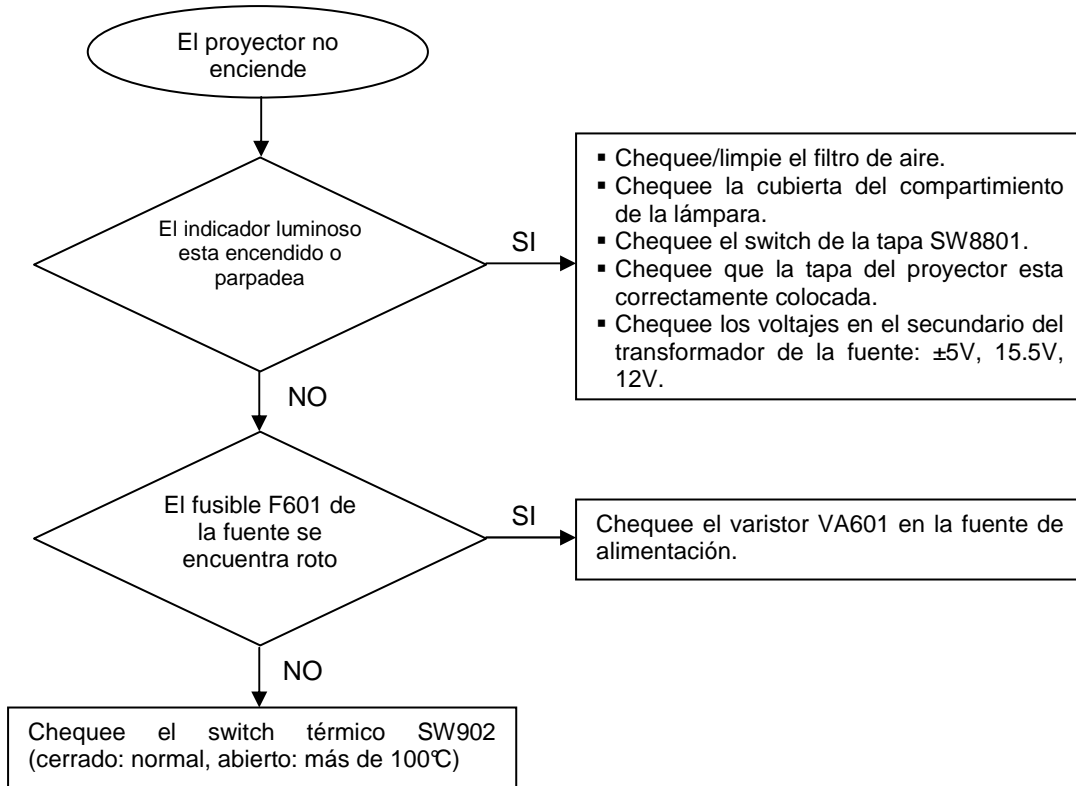 El proyector no
enciende
El indicador luminoso
esta encendido o
parpadea
SI
▪ Chequee/limpie el filtro de aire.
▪ Chequee la cubierta del compartimiento
de la lámpara.
▪ Chequee el switch de la tapa SW8801.
▪ Chequee que la tapa del proyector esta
correctamente colocada.
▪ Chequee los voltajes en el secundario del
transformador de la fuente: ±5V, 15.5V,
12V.
NO
El fusible F601 de
la fuente se
encuentra roto
SI
Chequee el varistor VA601 en la fuente de
alimentación.
NO
Chequee el switch térmico SW902
(cerrado: normal, abierto: más de 100℃)